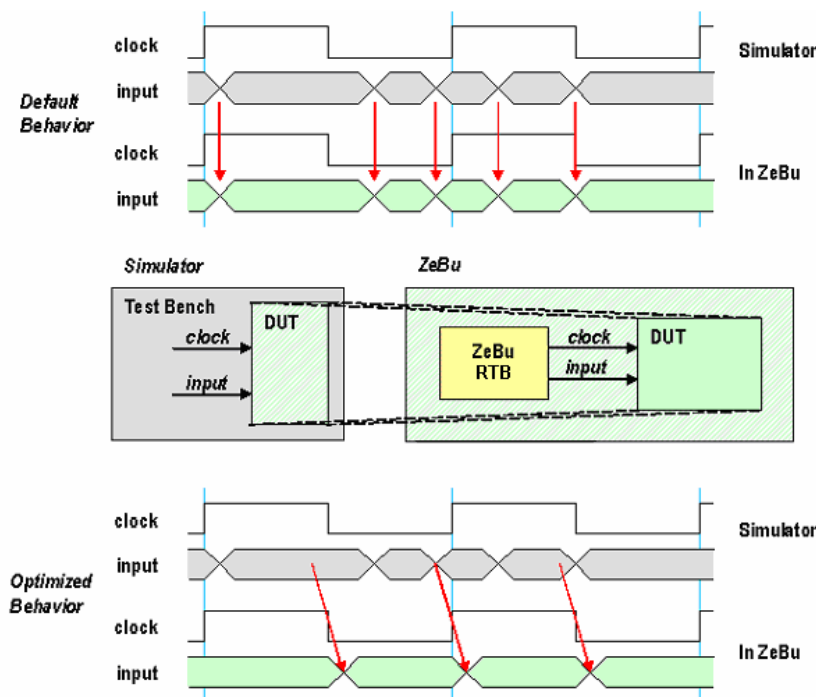 clock
Simulator
input
Default
Behavior
clock
In ZeBu
input
Simulator
ZeBu
Test Bench
DUT
clock
input
ZeBu
RTB
clock
input
DUT
clock
Simulator
input
Optimized
Behavior
clock
In ZeBu
input